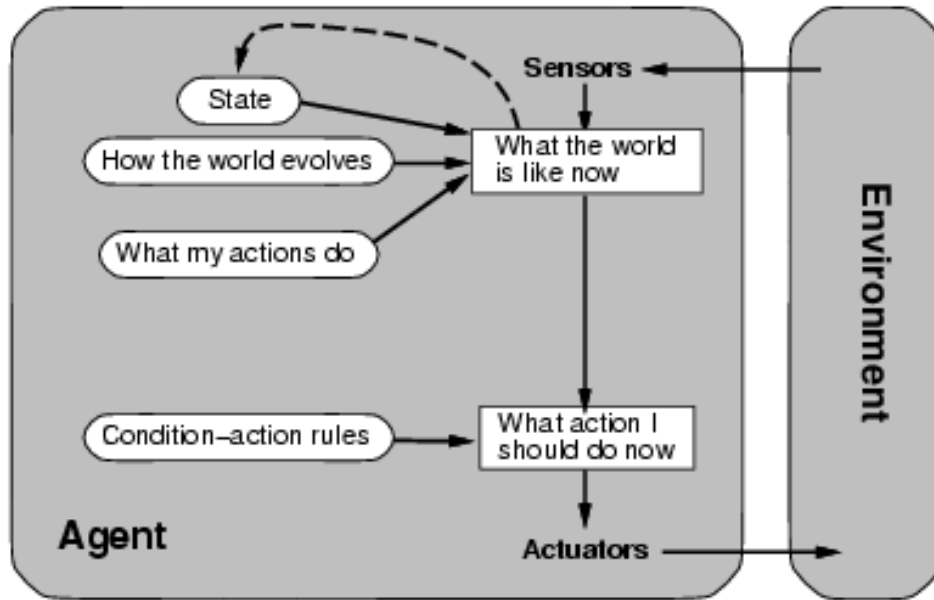 Sensors
State
What the world
is like now
How the world evolves
What my actions do
Environment
Condition–action rules
What action I
should do now
Agent
Actuators